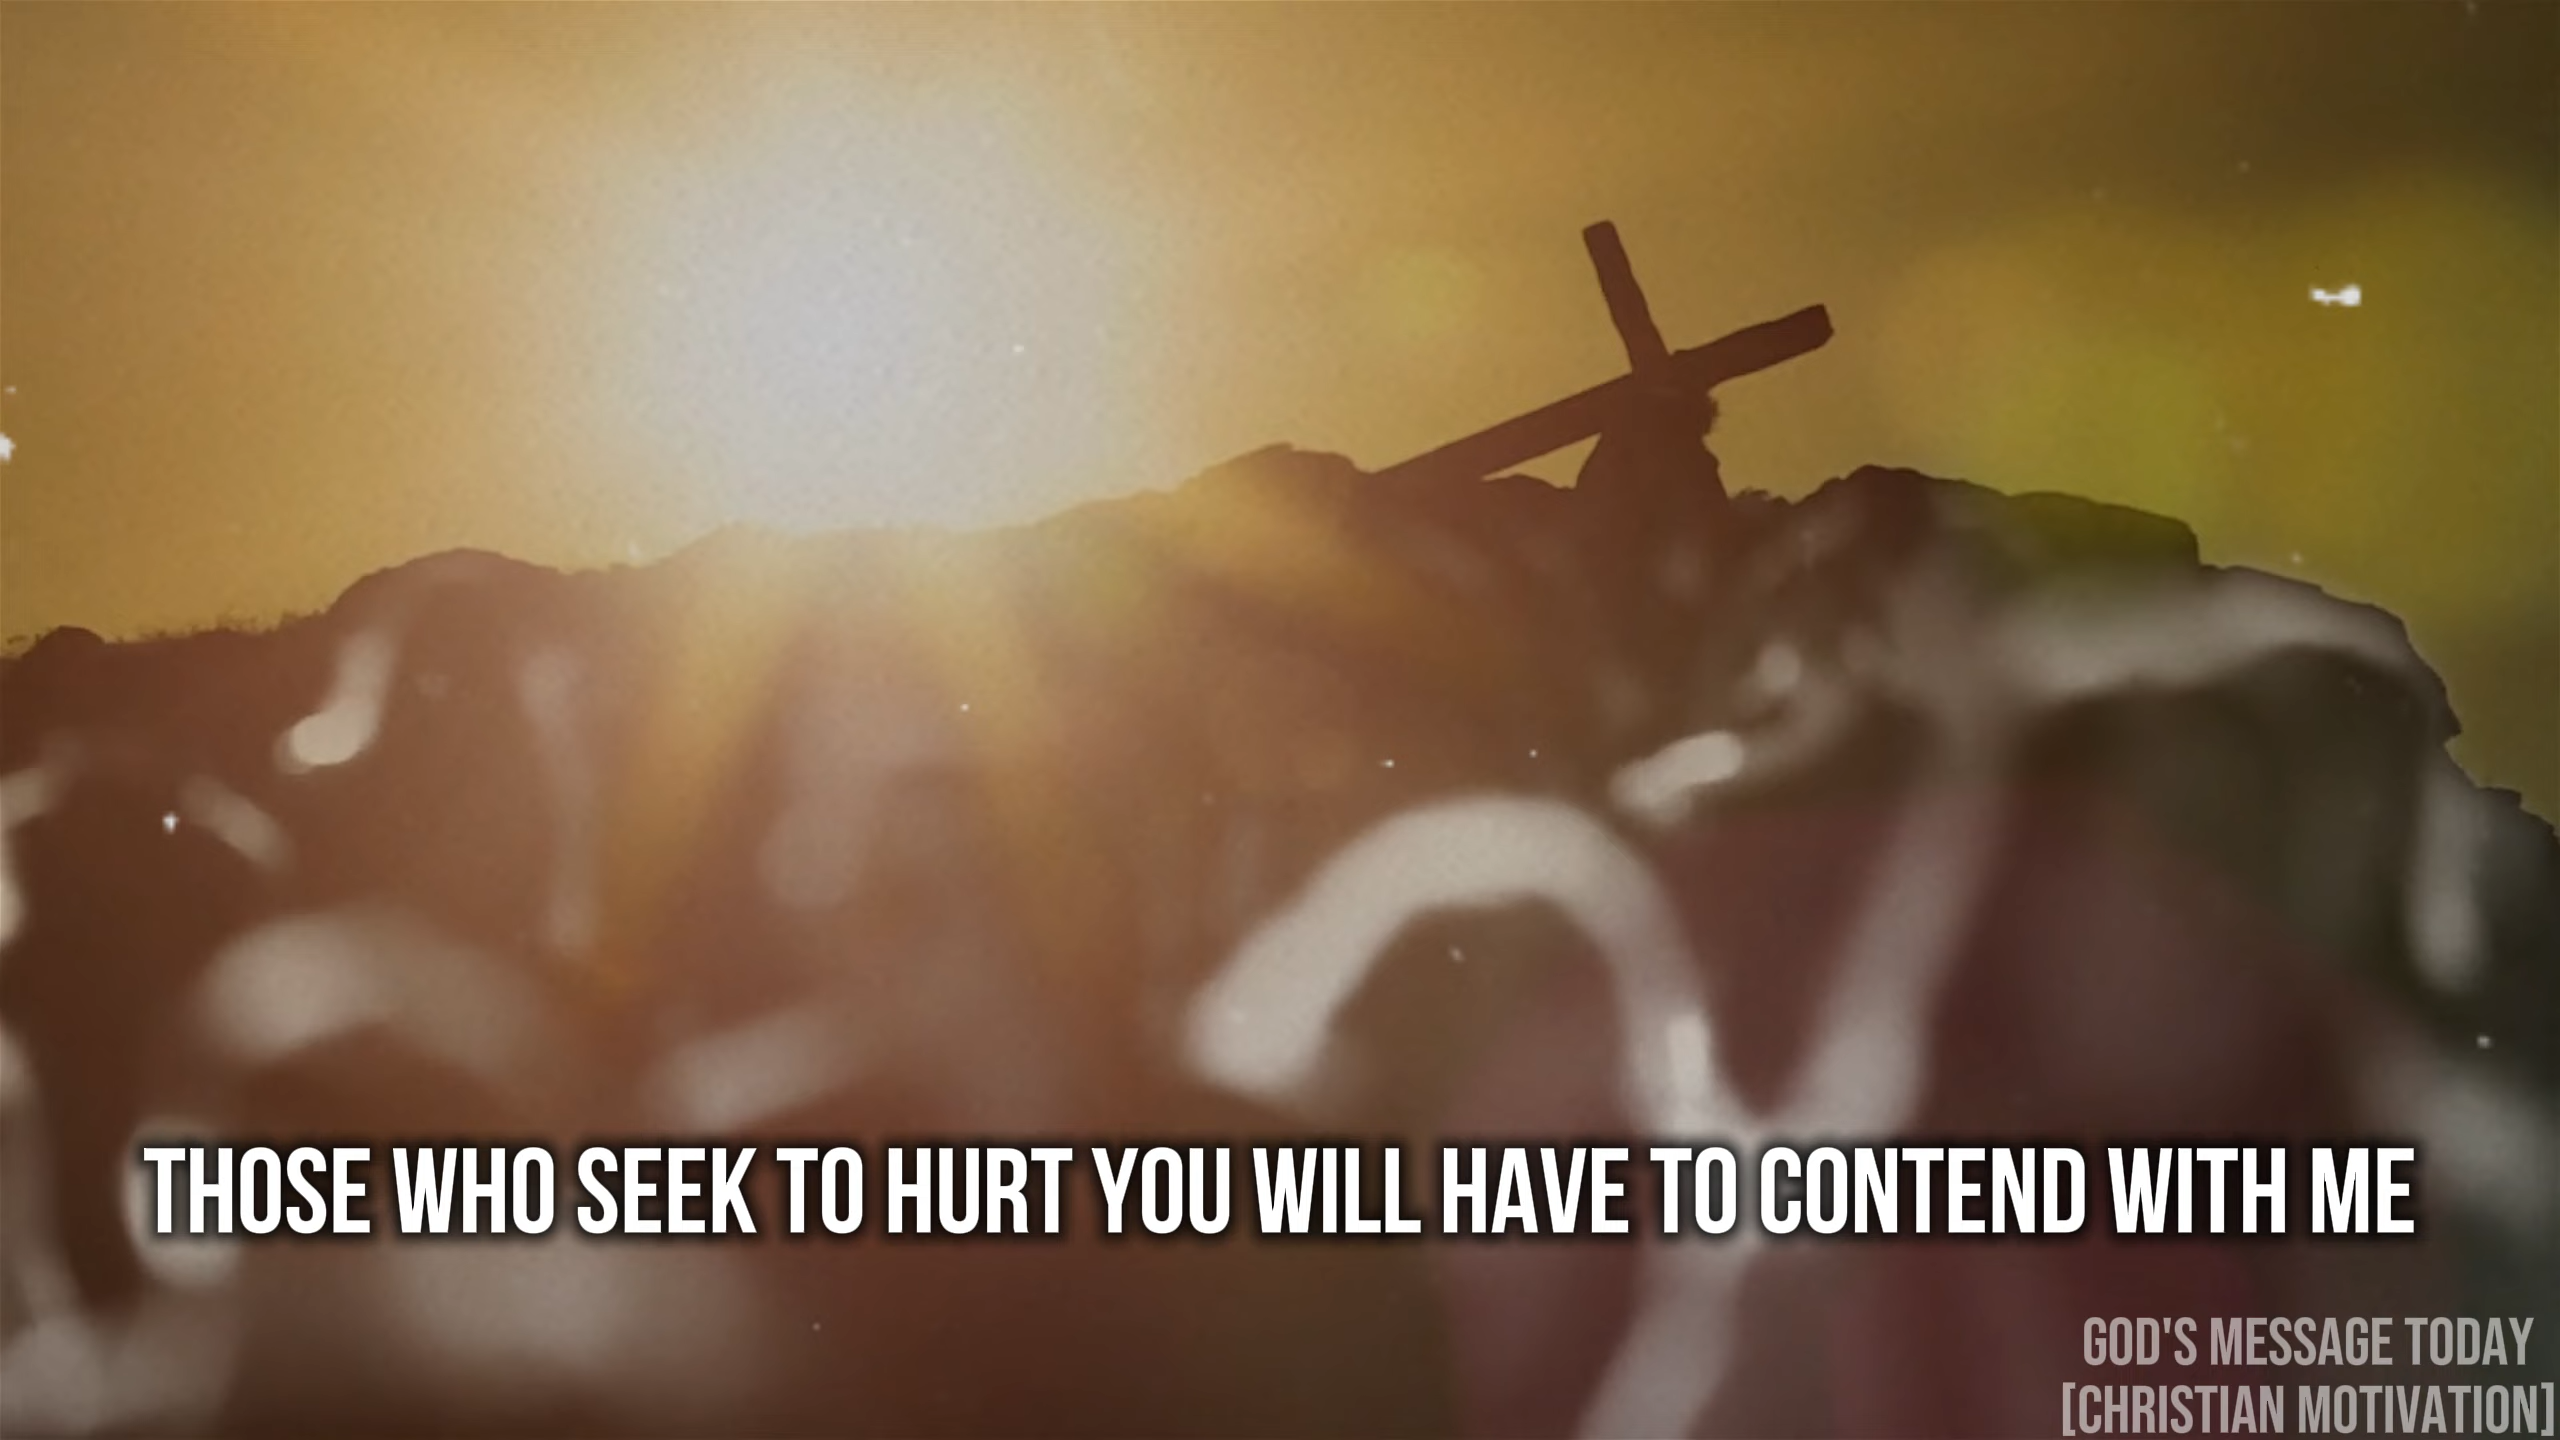 THOSE WHO SEEK TO HURT YOU WILL HAVE TO CONTEND WITH ME
GOD'S MESSAGE TODAY
[CHRISTIAN MOTIVATION]